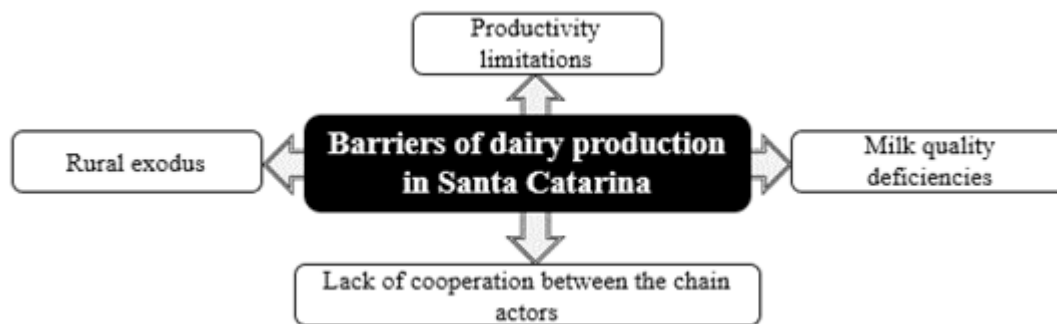 Productivity
limitations
Rural exodus
Barriers of dairy production
in Santa Catarina
Milk quality
deficiencies
Lack of cooperation between the chain
actors